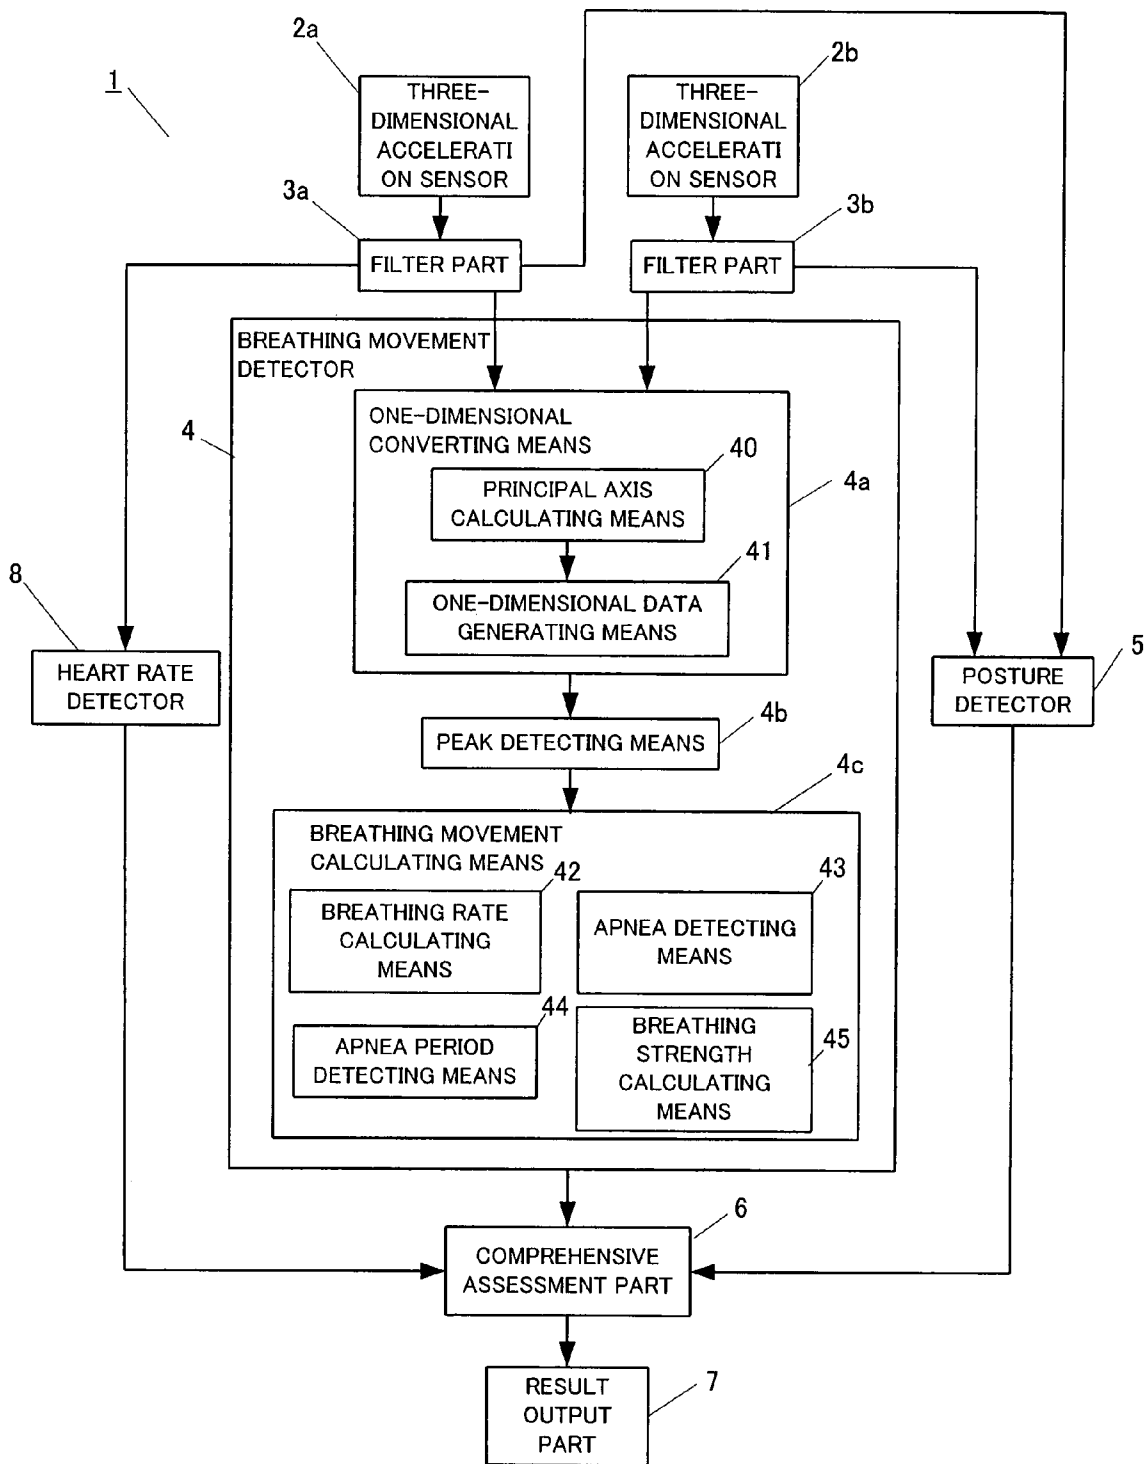 1
2a
THREE-
DIMENSIONAL
ACCELERATI
ON SENSOR
2b
THREE-
DIMENSIONAL
ACCELERATI
ON SENSOR
3a
FILTER PART
3b
FILTER PART
BREATHING MOVEMENT
DETECTOR
4
ONE-DIMENSIONAL
CONVERTING MEANS
4a
40
PRINCIPAL AXIS
CALCULATING MEANS
41
ONE-DIMENSIONAL DATA
GENERATING MEANS
8
HEART RATE
DETECTOR
5
POSTURE
DETECTOR
4b
PEAK DETECTING MEANS
4c
BREATHING MOVEMENT
CALCULATING MEANS
42
BREATHING RATE
CALCULATING
MEANS
43
APNEA DETECTING
MEANS
44
APNEA PERIOD
DETECTING MEANS
45
BREATHING
STRENGTH
CALCULATING
MEANS
6
COMPREHENSIVE
ASSESSMENT PART
7
RESULT
OUTPUT
PART